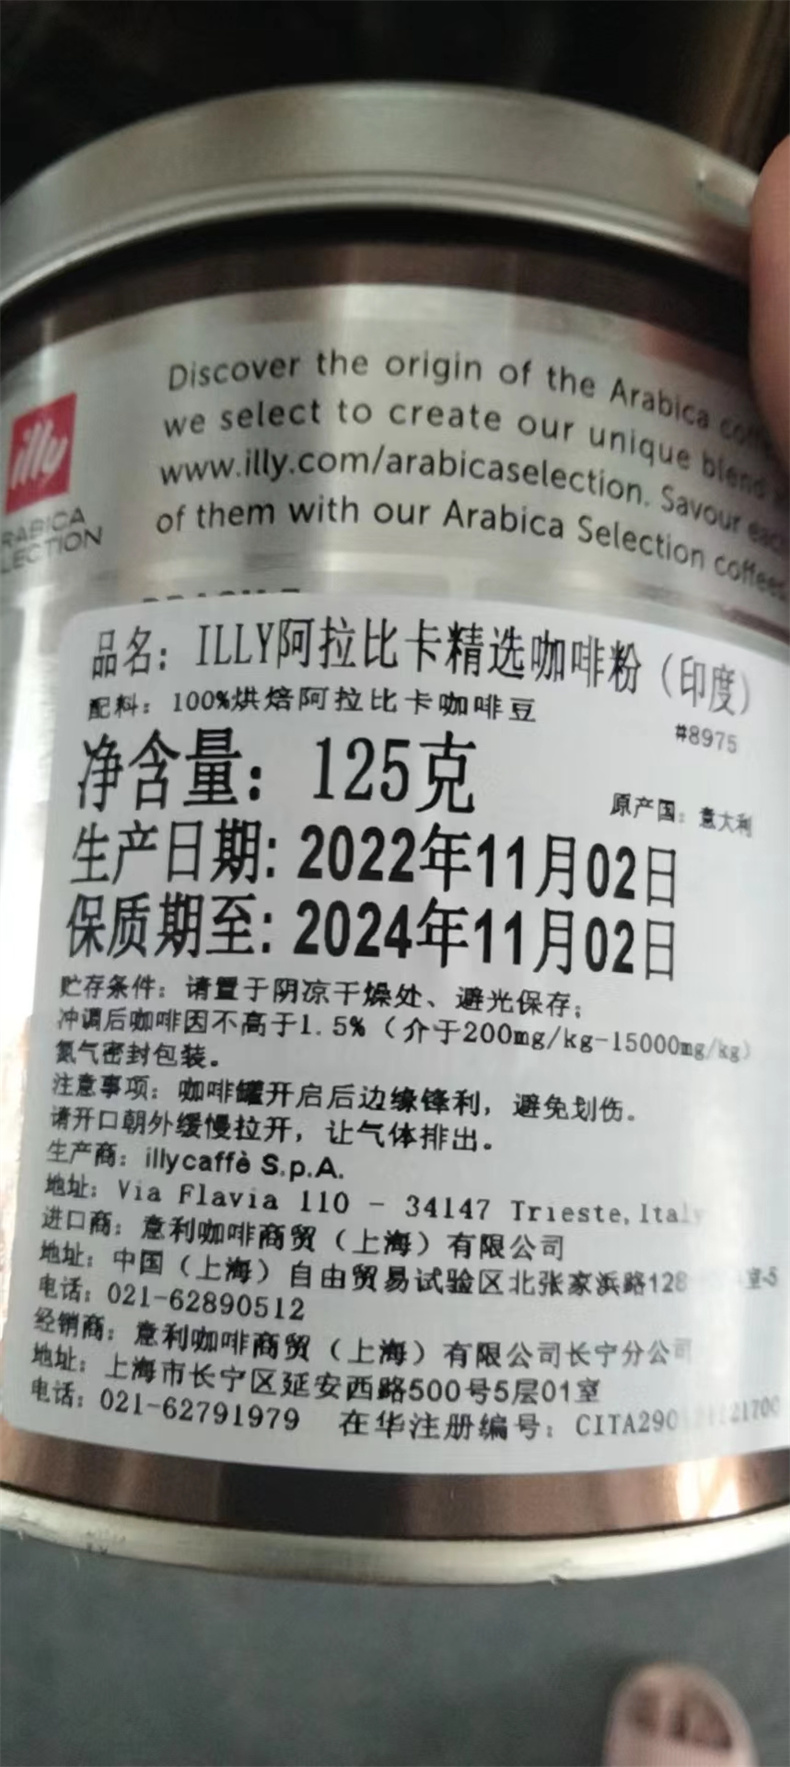 Discover the origin of the Arabica
we select to create our unique blend
illy
www.illy.com/arabicaselection. Savour
of them with our Arabica Selection coffees
品名：ILLY阿拉比卡精选咖啡粉（印度）
配料：100%烘焙阿拉比卡咖啡豆
#8975
净含量：125克
原产国：意大利
生产日期：2022年11月02日
保质期至：2024年11月02日
贮存条件：请置于阴凉干燥处、避光保存；
冲调后咖啡因不高于1.5%（介于200mg/kg-15000mg/kg）
氮气密封包装。
注意事项：咖啡罐开启后边缘锋利，避免划伤。
请开口朝外缓慢拉开，让气体排出。
生产商：illycaffè S.p.A.
地址：Via Flavia 110 - 34147 Trieste,Italy
进口商：意利咖啡商贸（上海）有限公司
地址：中国（上海）自由贸易试验区北张家浜路128
电话：021-62890512
经销商：意利咖啡商贸（上海）有限公司长宁分公司
地址：上海市长宁区延安西路500号5层01室
电话：021-62791979 在华注册编号：